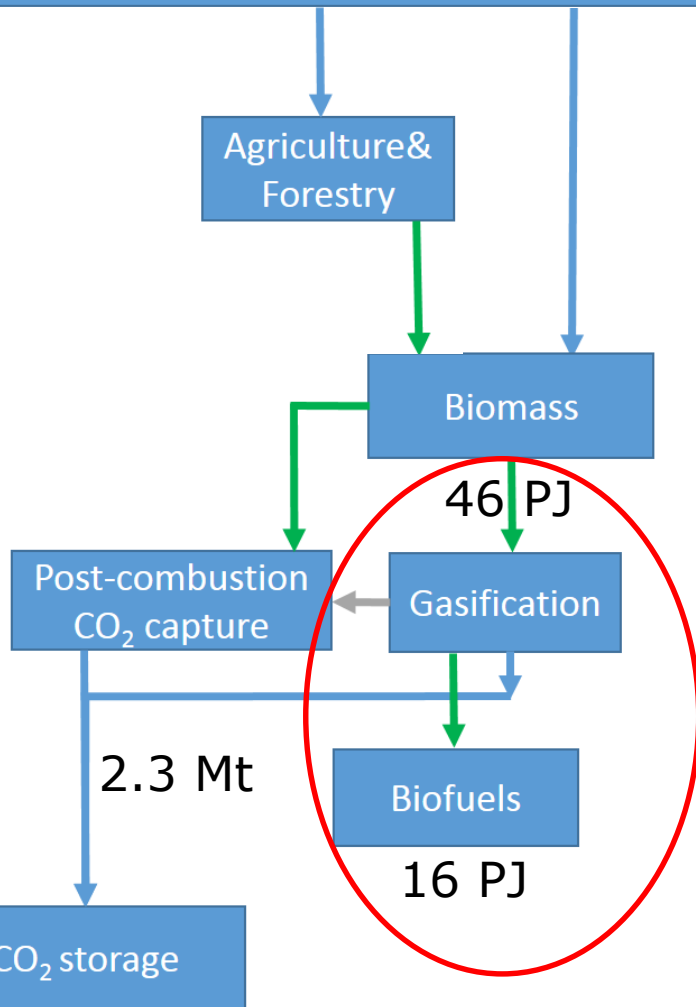 Agriculture&
Forestry
Biomass
46 PJ
Post-combustion
CO₂ capture
Gasification
2.3 Mt
Biofuels
16 PJ
CO₂ storage